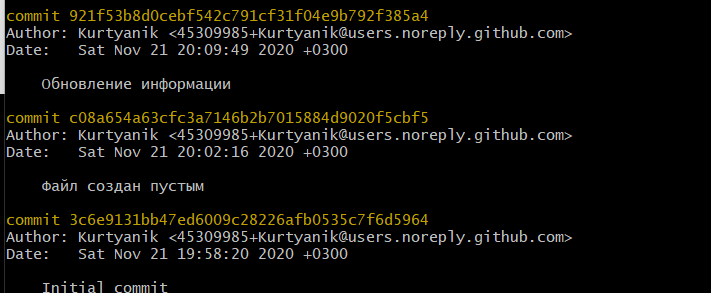 commit 921f53b8d0cebf542c791cf31f04e9b792f385a4
Author: Kurtyanik <45309985+Kurtyanik@users.noreply.github.com>
Date:   Sat Nov 21 20:09:49 2020 +0300
Обновление информации
commit c08a654a63cfc3a7146b2b7015884d9020f5cbf5
Author: Kurtyanik <45309985+Kurtyanik@users.noreply.github.com>
Date:   Sat Nov 21 20:02:16 2020 +0300
Файл создан пустым
commit 3c6e9131bb47ed6009c28226afb0535c7f6d5964
Author: Kurtyanik <45309985+Kurtyanik@users.noreply.github.com>
Date:   Sat Nov 21 19:58:20 2020 +0300
Initial commit